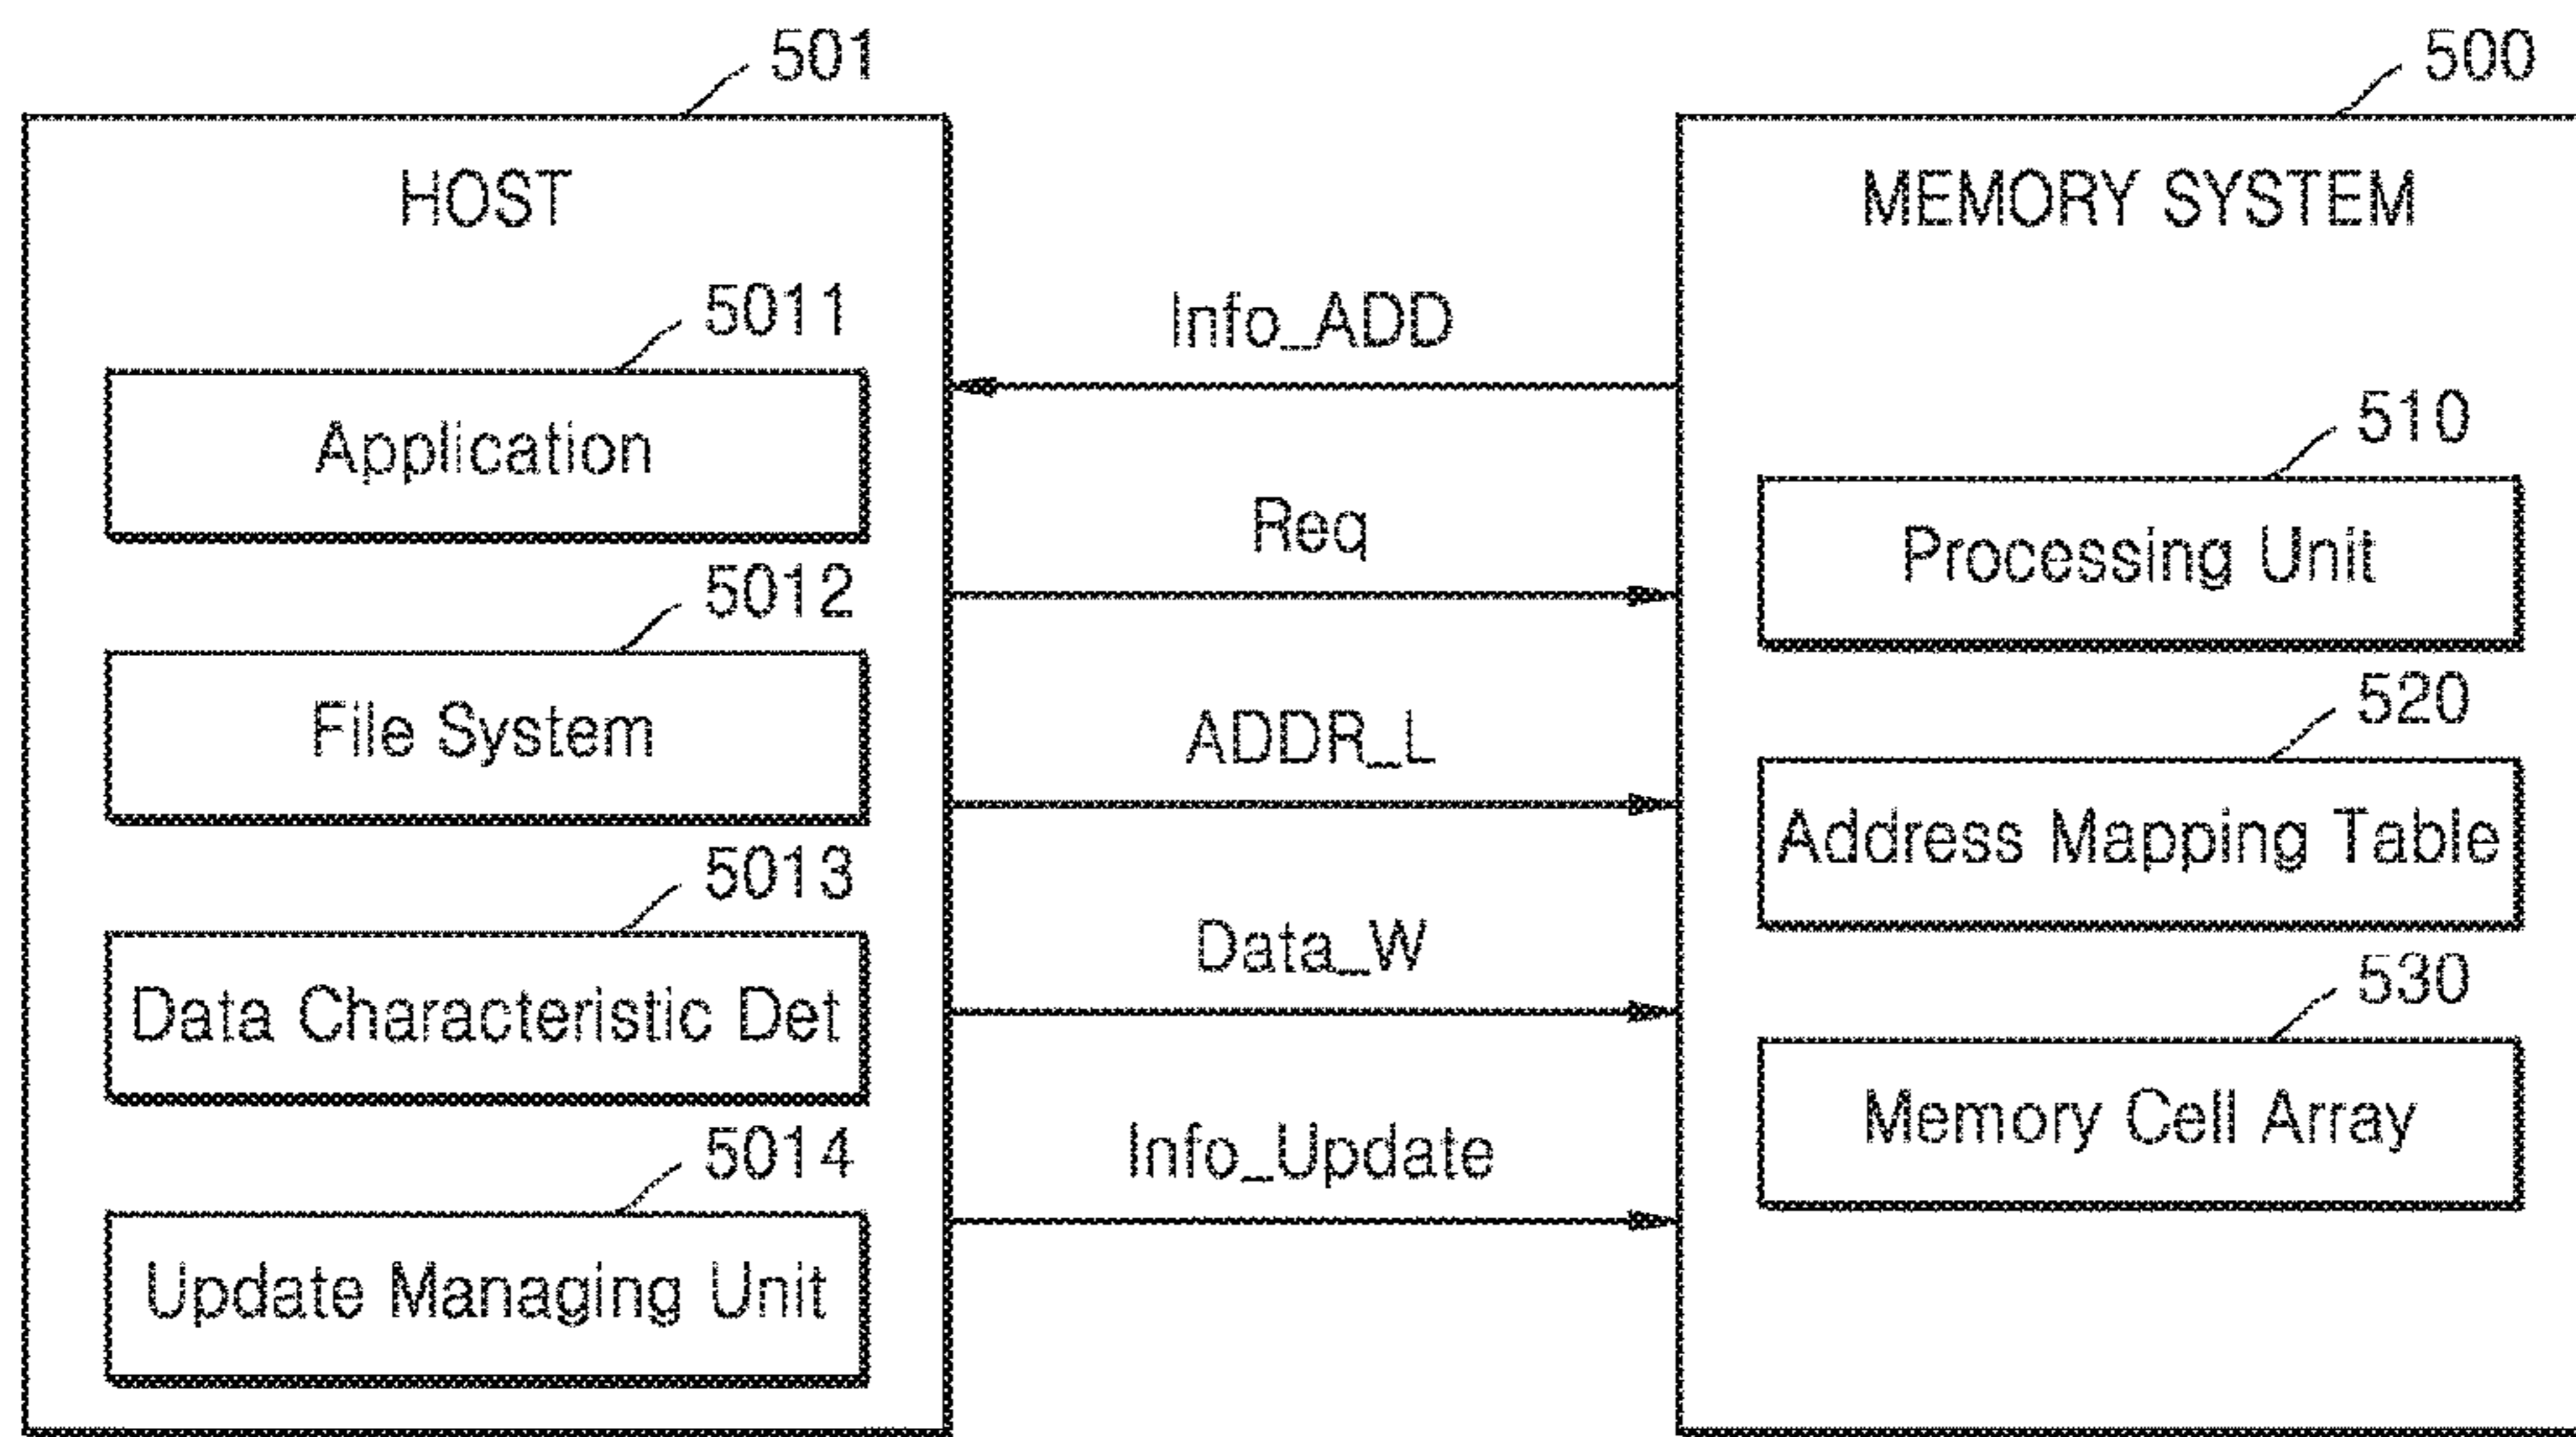 501
HOST
5011
Application
5012
File System
5013
Data Characteristic Det
5014
Update Managing Unit
Info_ADD
Req
ADDR_L
Data_W
Info_Update
500
MEMORY SYSTEM
510
Processing Unit
520
Address Mapping Table
530
Memory Cell Array